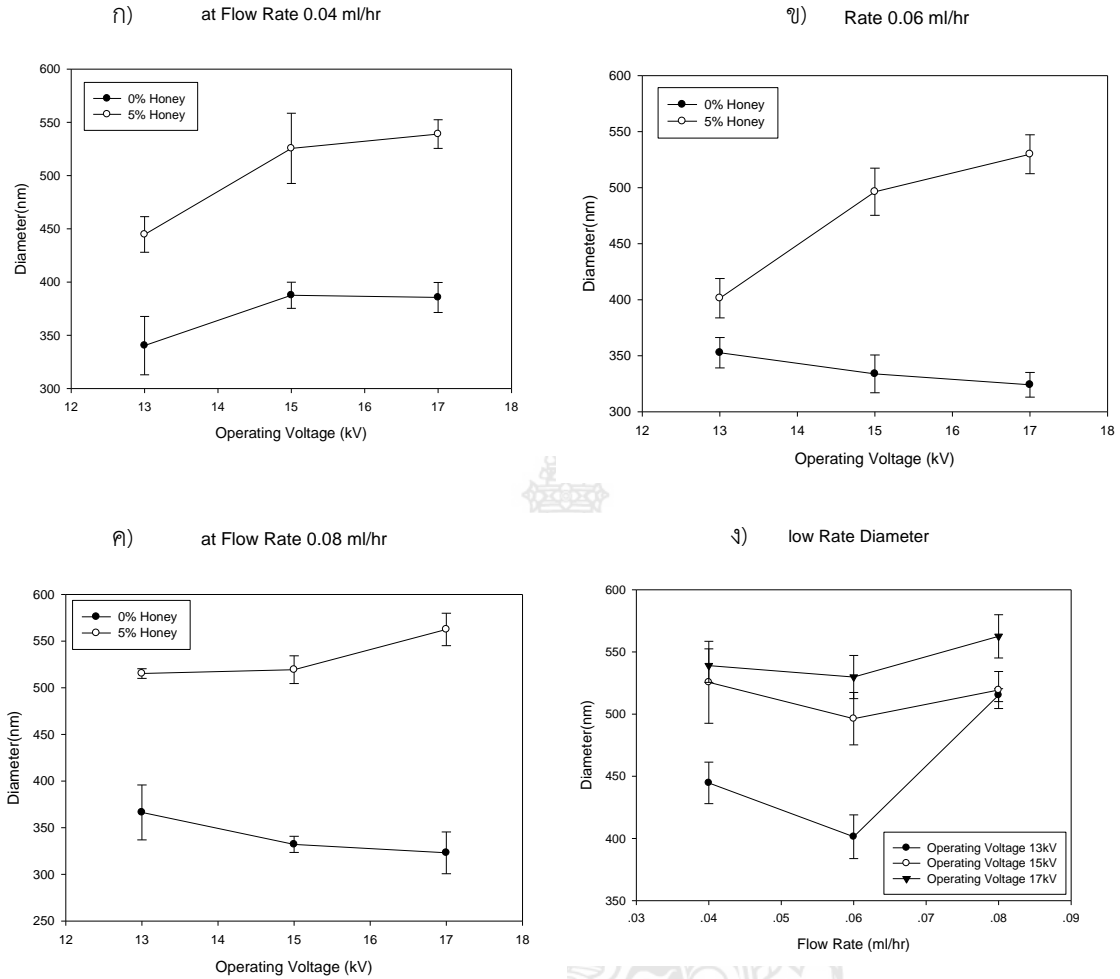 ก) at Flow Rate 0.04 ml/hr
600
550
500
450
400
350
300
Diameter(nm)
0% Honey
5% Honey
12 13 14 15 16 17 18
Operating Voltage (kV)
ข) Rate 0.06 ml/hr
600
550
500
450
400
350
300
Diameter(nm)
0% Honey
5% Honey
12 13 14 15 16 17 18
Operating Voltage (kV)
ค) at Flow Rate 0.08 ml/hr
600
550
500
450
400
350
300
250
Diameter(nm)
0% Honey
5% Honey
12 13 14 15 16 17 18
Operating Voltage (kV)
ง) low Rate Diameter
600
550
500
450
400
350
Diameter(nm)
Operating Voltage 13kV
Operating Voltage 15kV
Operating Voltage 17kV
.03 .04 .05 .06 .07 .08 .09
Flow Rate (ml/hr)